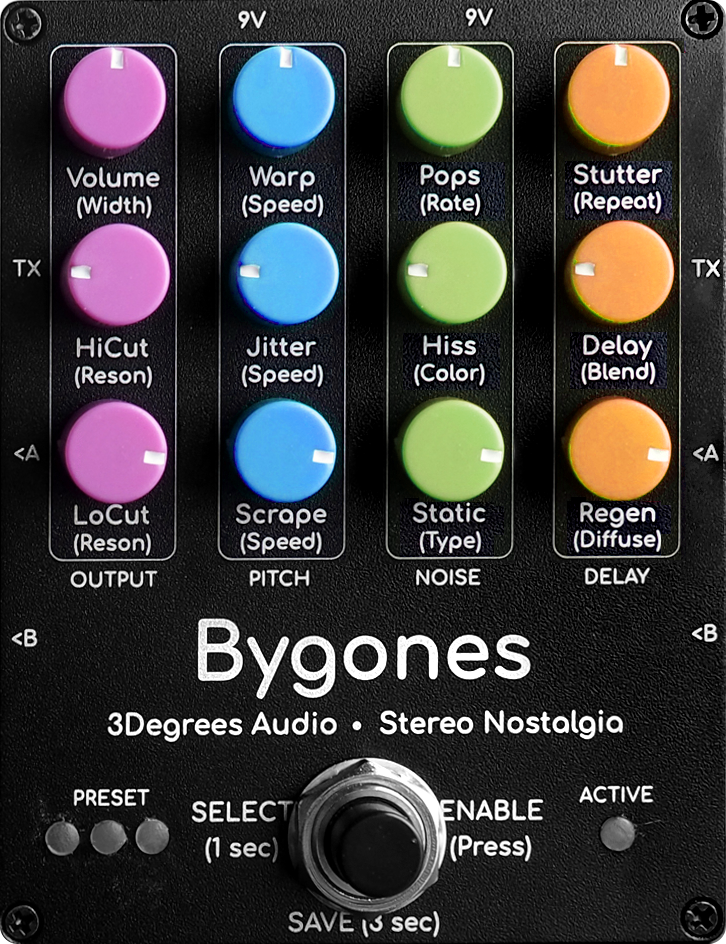 9V 9V
Volume Warp Pops Stutter
(Width) (Speed) (Rate) (Repeat)
TX TX
HiCut Jitter Hiss Delay
(Reson) (Speed) (Color) (Blend)
<A <A
LoCut Scrape Static Regen
(Reson) (Speed) (Type) (Diffuse)
OUTPUT PITCH NOISE DELAY
<B <B
Bygones
3Degrees Audio • Stereo Nostalgia
PRESET ACTIVE
SELECT ENABLE
(1 sec) (Press)
SAVE (3 sec)